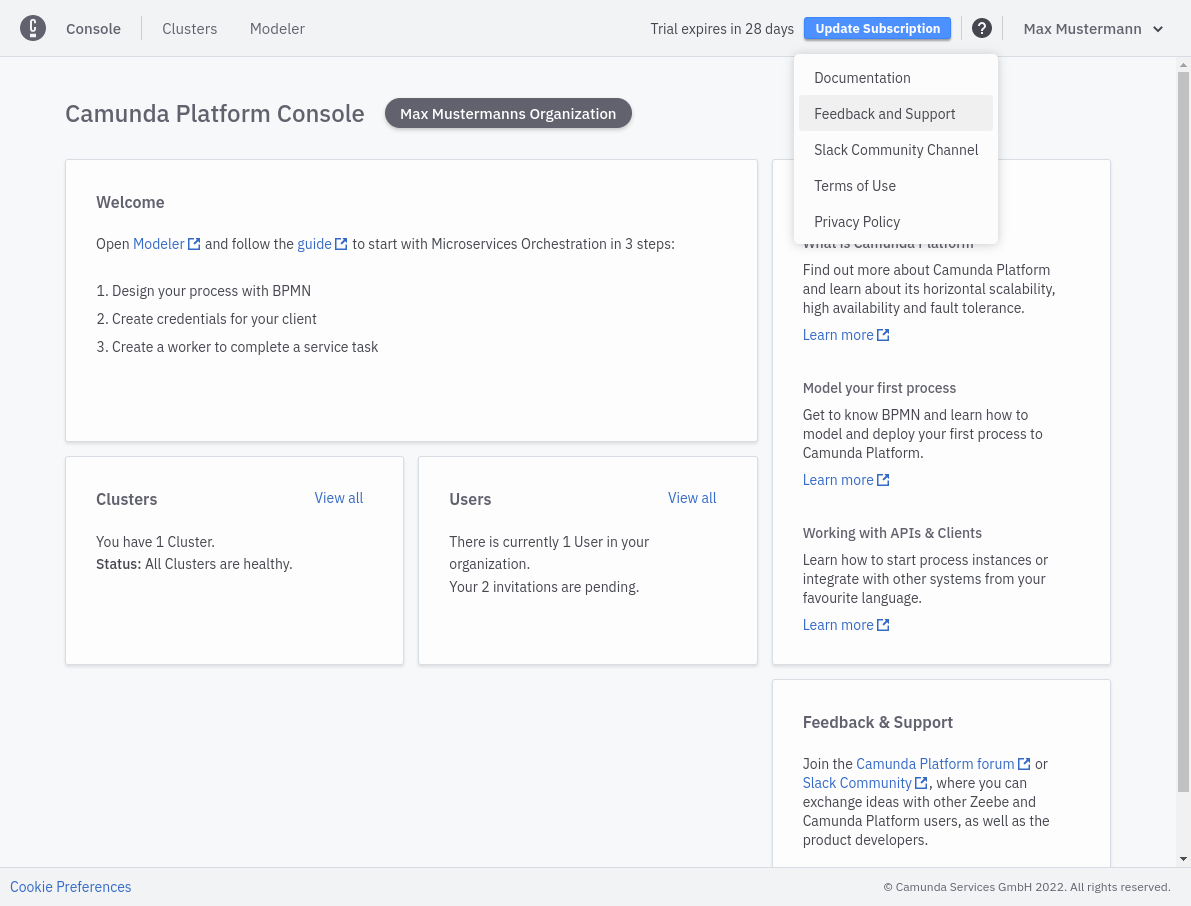 Console
Clusters
Modeler
Trial expires in 28 days
Update Subscription
Max Mustermann
Documentation
Feedback and Support
Slack Community Channel
Terms of Use
Privacy Policy
Camunda Platform Console
Max Mustermanns Organization
Welcome
Open Modeler and follow the guide to start with Microservices Orchestration in 3 steps:
1. Design your process with BPMN
2. Create credentials for your client
3. Create a worker to complete a service task
Clusters
View all
You have 1 Cluster.
Status: All Clusters are healthy.
Users
View all
There is currently 1 User in your
organization.
Your 2 invitations are pending.
What is Camunda Platform
Find out more about Camunda Platform
and learn about its horizontal scalability,
high availability and fault tolerance.
Learn more
Model your first process
Get to know BPMN and learn how to
model and deploy your first process to
Camunda Platform.
Learn more
Working with APIs & Clients
Learn how to start process instances or
integrate with other systems from your
favourite language.
Learn more
Feedback & Support
Join the Camunda Platform forum or
Slack Community, where you can
exchange ideas with other Zeebe and
Camunda Platform users, as well as the
product developers.
Cookie Preferences
© Camunda Services GmbH 2022. All rights reserved.